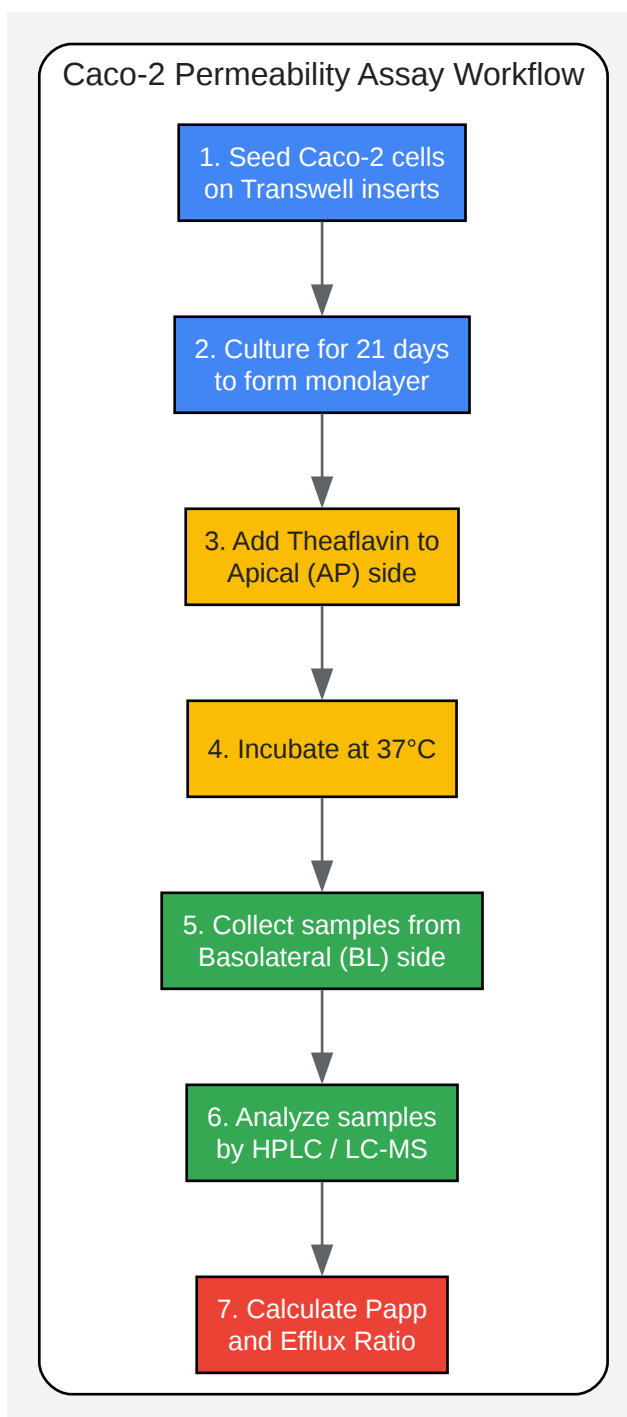 Caco-2 Permeability Assay Workflow
1. Seed Caco-2 cells
on Transwell inserts
2. Culture for 21 days
to form monolayer
3. Add Theaflavin to
Apical (AP) side
4. Incubate at 37°C
5. Collect samples from
Basolateral (BL) side
6. Analyze samples
by HPLC / LC-MS
7. Calculate Papp
and Efflux Ratio